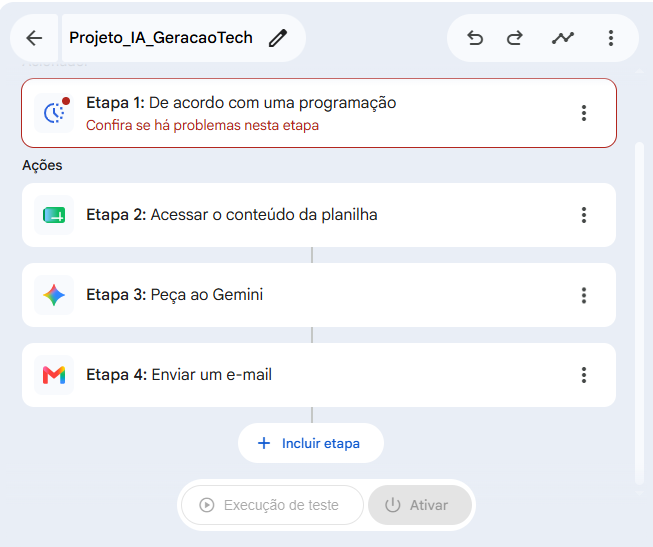 Projeto_IA_GeracaoTech
Etapa 1: De acordo com uma programação
Confira se há problemas nesta etapa
Ações
Etapa 2: Acessar o conteúdo da planilha
Etapa 3: Peça ao Gemini
Etapa 4: Enviar um e-mail
Incluir etapa
Execução de teste
Ativar